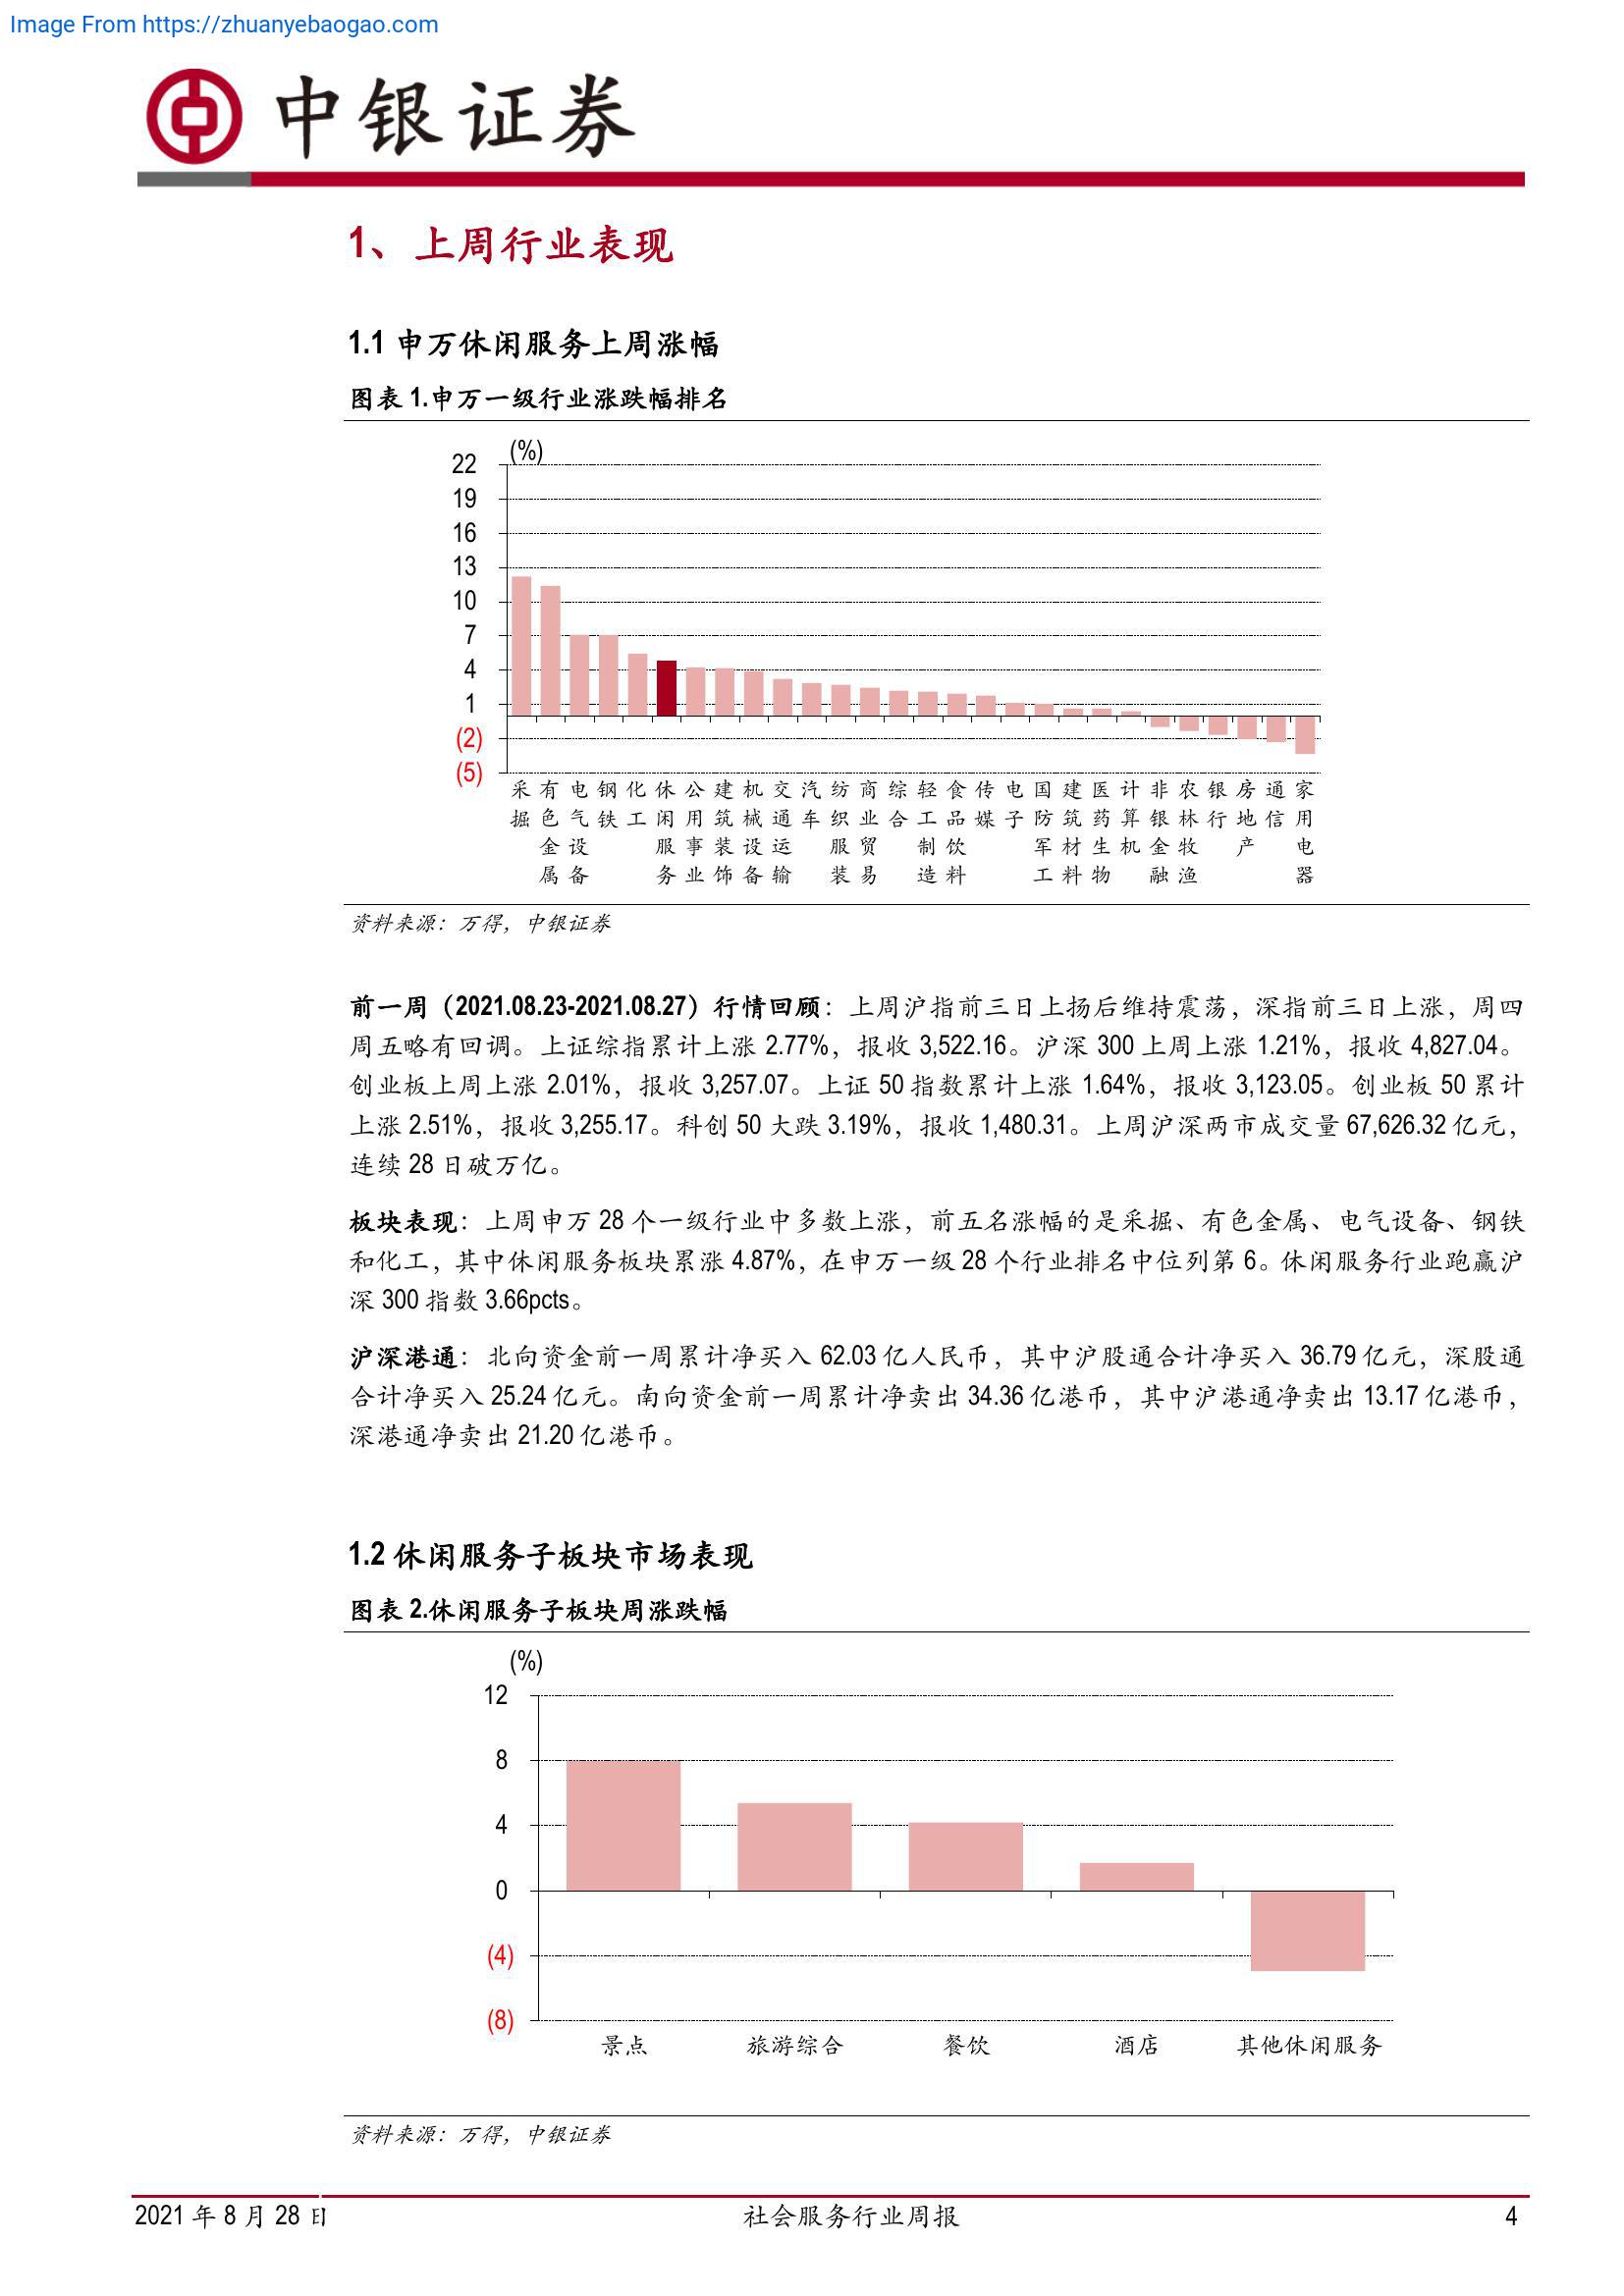 Image From https://zhuanyebaogao.com
中银证券
1、上周行业表现
1.1 申万休闲服务上周涨幅
图表 1.申万一级行业涨跌幅排名
(%)
22
19
16
13
10
7
4
1
(2)
(5)
采掘
有色金属
电气设备
钢铁
化工
休闲服务
公用事业
建筑装饰
机械设备
交通运输
汽车
纺织服装
商业贸易
综合
轻工制造
食品饮料
传媒
电子
国防军工
建筑材料
医药生物
计算机
非银金融
农林牧渔
银行
房地产
通信
家用电器
资料来源：万得，中银证券
前一周（2021.08.23-2021.08.27）行情回顾：上周沪指前三日上扬后维持震荡，深指前三日上涨，周四
周五略有回调。上证综指累计上涨 2.77%，报收 3,522.16。沪深 300 上周上涨 1.21%，报收 4,827.04。
创业板上周上涨 2.01%，报收 3,257.07。上证 50 指数累计上涨 1.64%，报收 3,123.05。创业板 50 累计
上涨 2.51%，报收 3,255.17。科创 50 大跌 3.19%，报收 1,480.31。上周沪深两市成交量 67,626.32 亿元，
连续 28 日破万亿。
板块表现：上周申万 28 个一级行业中多数上涨，前五名涨幅的是采掘、有色金属、电气设备、钢铁
和化工，其中休闲服务板块累涨 4.87%，在申万一级 28 个行业排名中位列第 6。休闲服务行业跑赢沪
深 300 指数 3.66pcts。
沪深港通：北向资金前一周累计净买入 62.03 亿人民币，其中沪股通合计净买入 36.79 亿元，深股通
合计净买入 25.24 亿元。南向资金前一周累计净卖出 34.36 亿港币，其中沪港通净卖出 13.17 亿港币，
深港通净卖出 21.20 亿港币。
1.2 休闲服务子板块市场表现
图表 2.休闲服务子板块周涨跌幅
(%)
12
8
4
0
(4)
(8)
景点 旅游综合 餐饮 酒店 其他休闲服务
资料来源：万得，中银证券
2021 年 8 月 28 日 社会服务行业周报 4